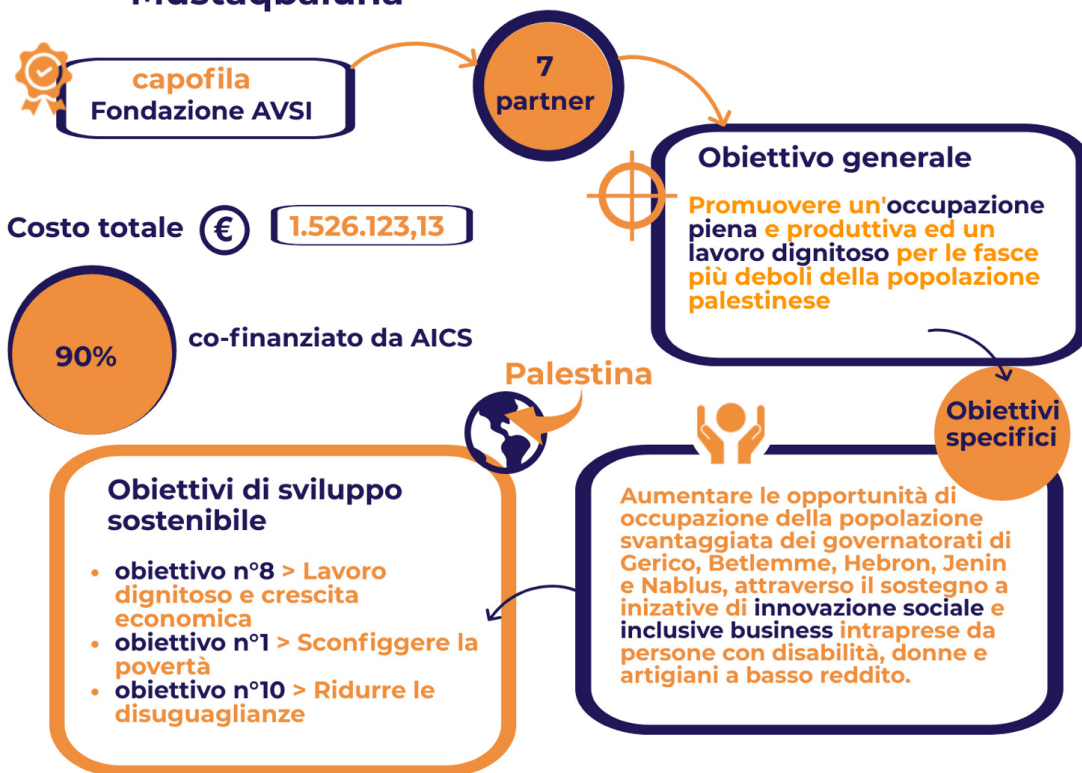 Mustaqbaluna
capofila
Fondazione AVSI
7
partner
Obiettivo generale
Promuovere un'occupazione
piena e produttiva ed un
lavoro dignitoso per le fasce
più deboli della popolazione
palestinese
Costo totale € 1.526.123,13
90%
co-finanziato da AICS
Palestina
Obiettivi
specifici
Aumentare le opportunità di
occupazione della popolazione
svantaggiata dei governatorati di
Gerico, Betlemme, Hebron, Jenin
e Nablus, attraverso il sostegno a
inizative di innovazione sociale e
inclusive business intraprese da
persone con disabilità, donne e
artigiani a basso reddito.
Obiettivi di sviluppo
sostenibile
• obiettivo n°8 > Lavoro
dignitoso e crescita
economica
• obiettivo n°1 > Sconfiggere la
povertà
• obiettivo n°10 > Ridurre le
disuguaglianze